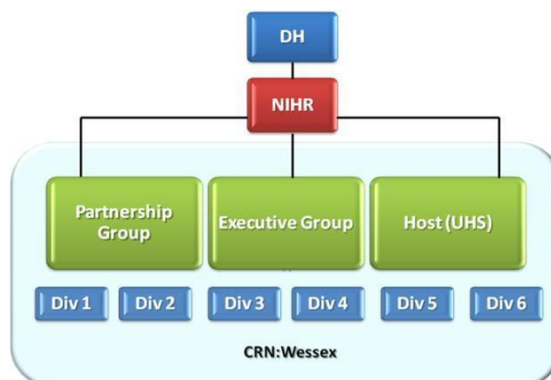 DH
NIHR
Partnership
Group
Executive Group
Host (UHS)
Div 1
Div 2
Div 3
Div 4
Div 5
Div 6
CRN:Wessex